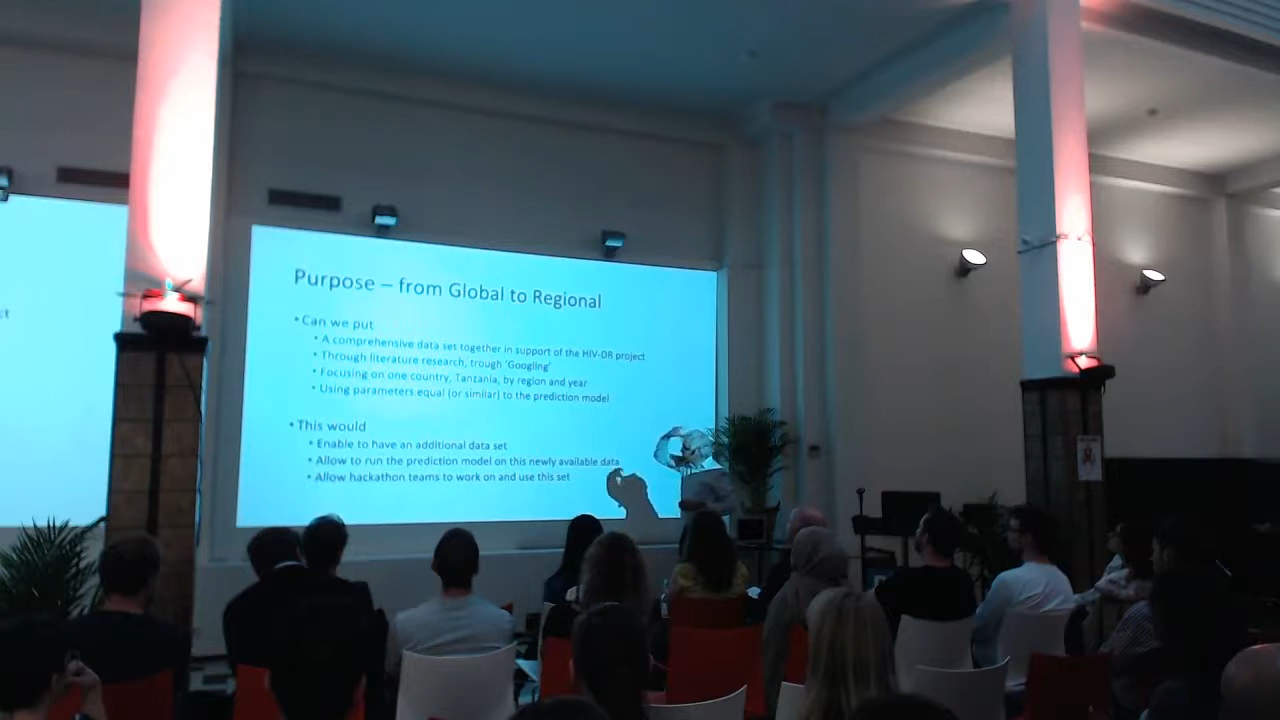 Purpose – from Global to Regional
• Can we put
• A comprehensive data set together in support of the HIV-DR project
• Through literature research, trough 'Googling'
• Focusing on one country, Tanzania, by region and year
• Using parameters equal (or similar) to the prediction model
• This would
• Enable to have an additional data set
• Allow to run the prediction model on this newly available data
• Allow hackathon teams to work on and use this set